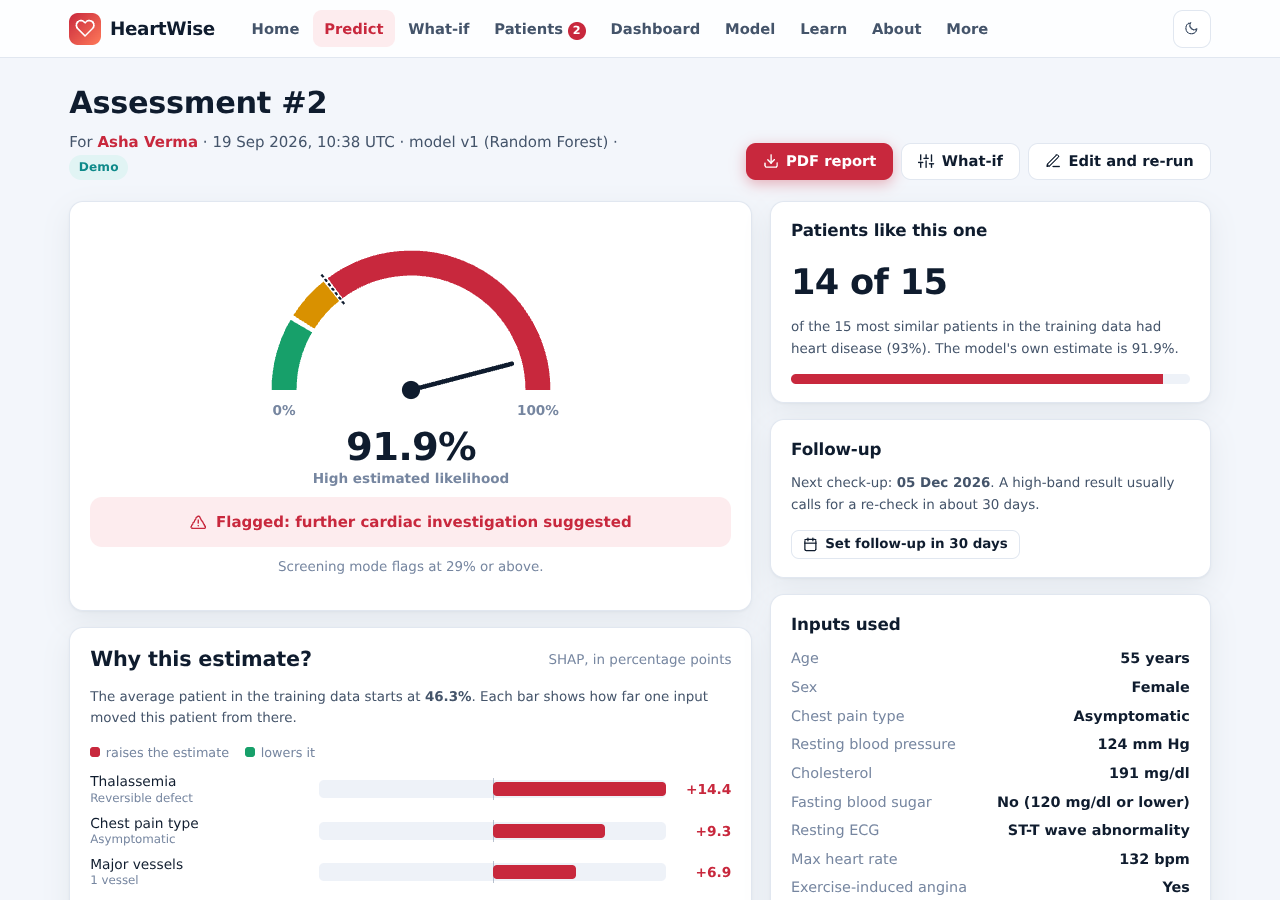 HeartWise
Home
Predict
What-if
Patients 2
Dashboard
Model
Learn
About
More
Assessment #2
For Asha Verma · 19 Sep 2026, 10:38 UTC · model v1 (Random Forest) ·
Demo
PDF report
What-if
Edit and re-run
0%
100%
91.9%
High estimated likelihood
Flagged: further cardiac investigation suggested
Screening mode flags at 29% or above.
Why this estimate?
SHAP, in percentage points
The average patient in the training data starts at 46.3%. Each bar shows how far one input
moved this patient from there.
raises the estimate
lowers it
Thalassemia
Reversible defect
+14.4
Chest pain type
Asymptomatic
+9.3
Major vessels
1 vessel
+6.9
Patients like this one
14 of 15
of the 15 most similar patients in the training data had
heart disease (93%). The model's own estimate is 91.9%.
Follow-up
Next check-up: 05 Dec 2026. A high-band result usually
calls for a re-check in about 30 days.
Set follow-up in 30 days
Inputs used
Age 55 years
Sex Female
Chest pain type Asymptomatic
Resting blood pressure 124 mm Hg
Cholesterol 191 mg/dl
Fasting blood sugar No (120 mg/dl or lower)
Resting ECG ST-T wave abnormality
Max heart rate 132 bpm
Exercise-induced angina Yes